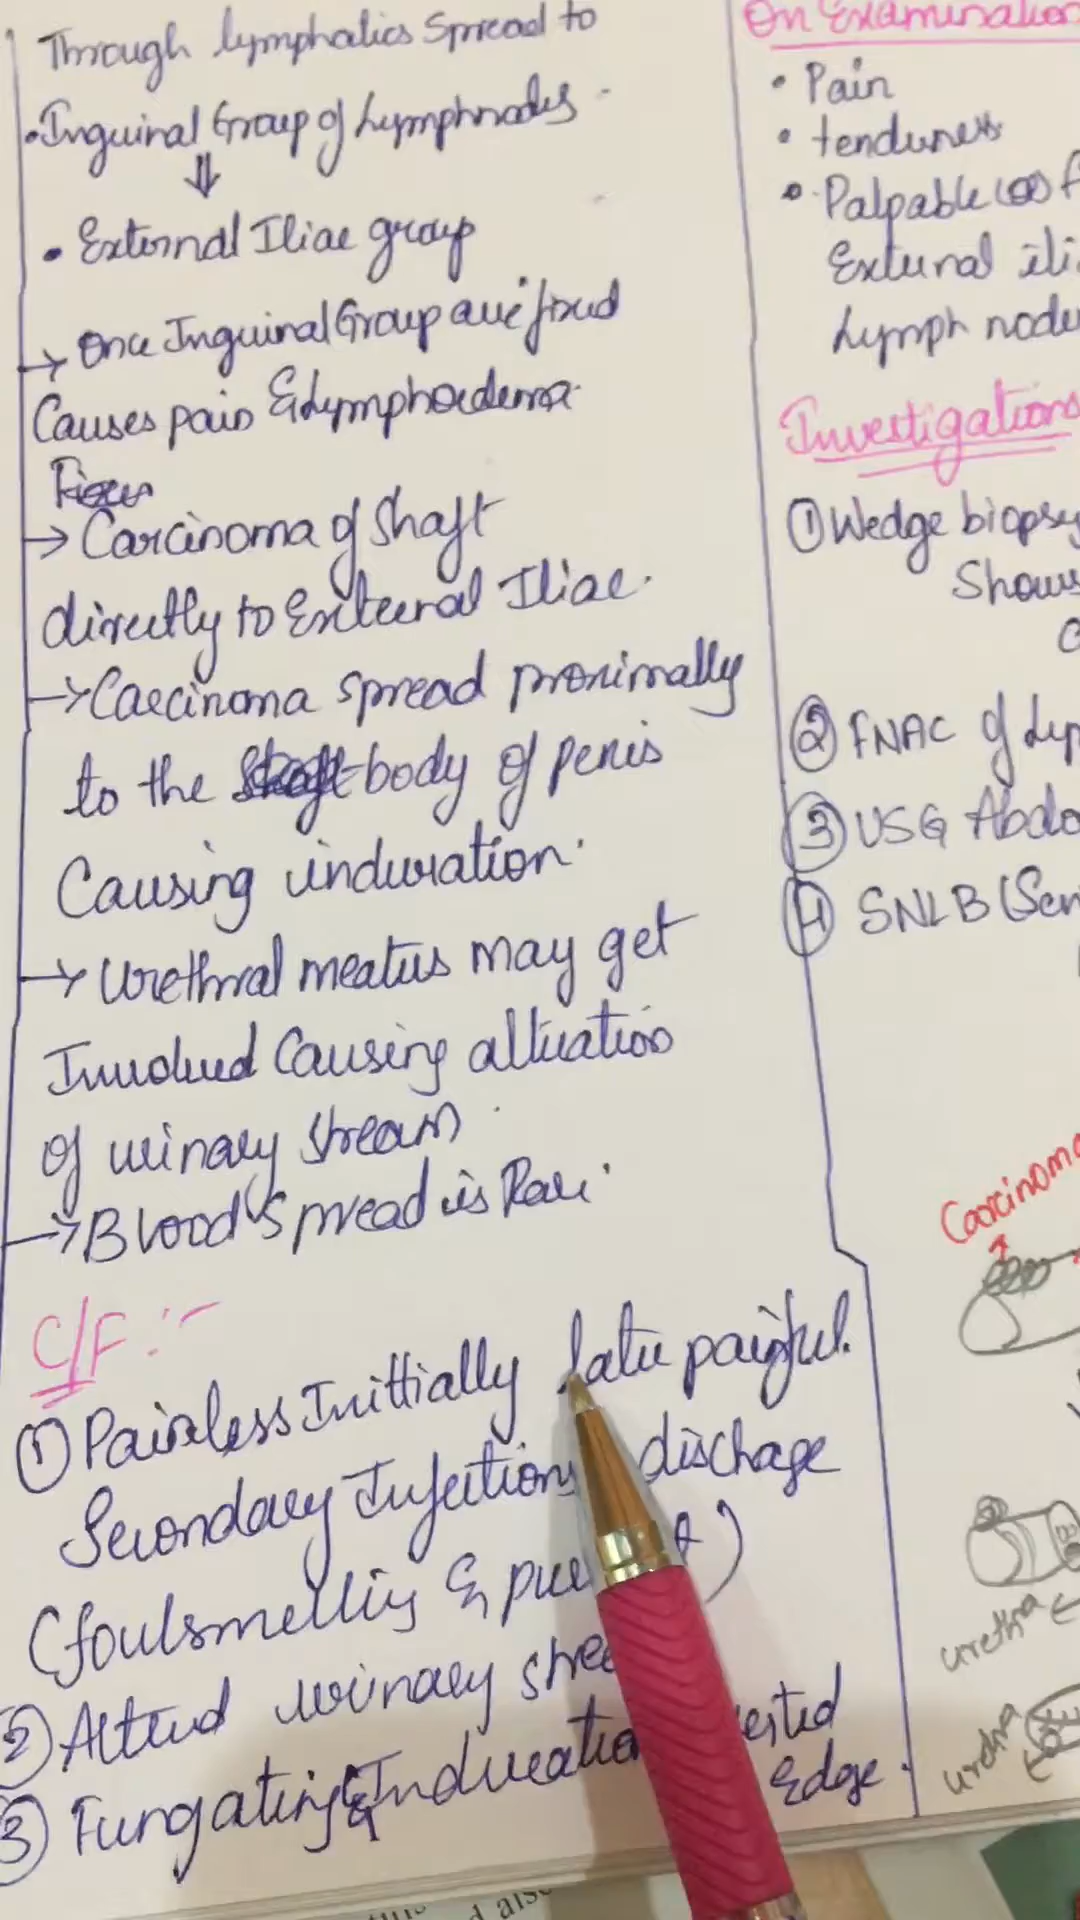 Through lymphatics Spread to
• Inguinal Group of Lymphnodes
⇓
• External Iliac group
→ Once Inguinal Group are fixed
Causes pain & Lymphoedema
→ Carcinoma of Shaft
directly to External Iliac.
→ Carcinoma spread proximally
to the body of penis
Causing induration.
→ Urethral meatus may get
Involved Causing alteration
of urinary stream
→ Blood Spread is Rare.
C/F :-
① Painless Initially late painful.
Secondary Infection discharge
(foulsmelling &
② Altered urinary
③ Fungating & Induration
Edge.
On Examination
• Pain
• tenderness
• Palpable
External
Lymph
Investigations
① Wedge biopsy
Shows
② FNAC of
③ USG
④ SNLB
Carcinoma
urethra ←
urethra
←